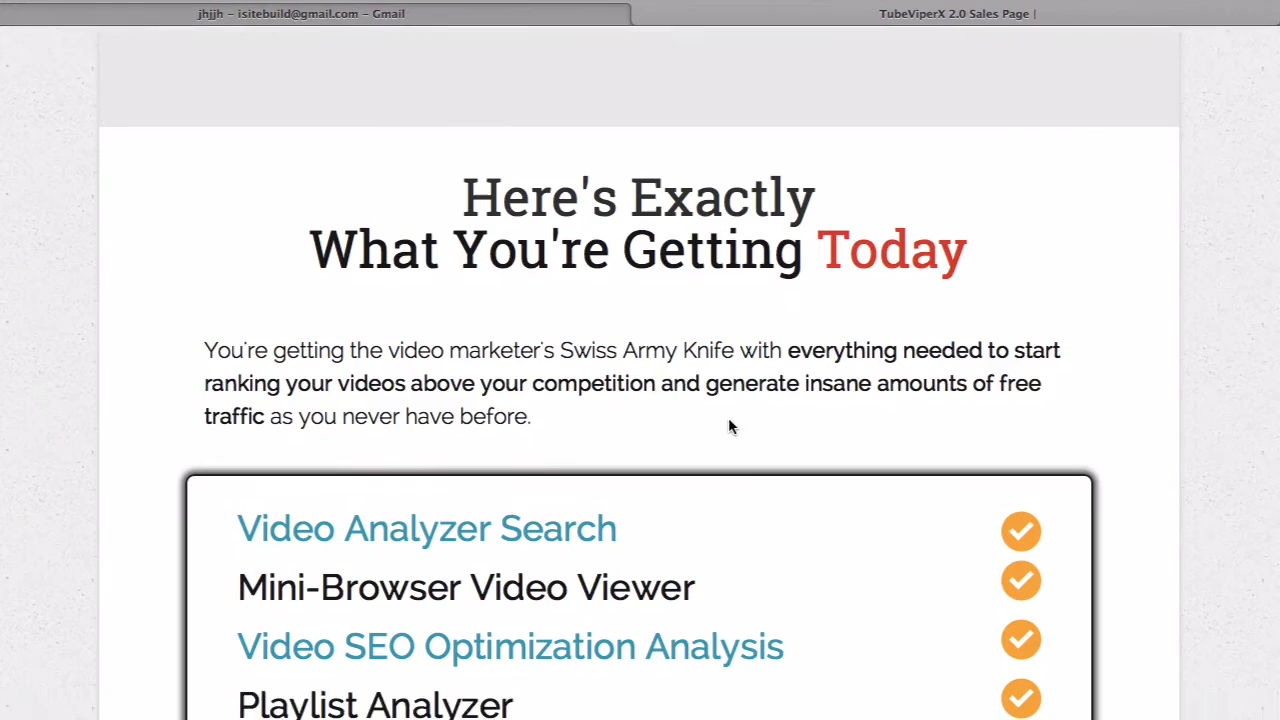 jhjjh – isitebuild@gmail.com – Gmail
TubeViperX 2.0 Sales Page |
Here's Exactly
What You're Getting Today
You're getting the video marketer's Swiss Army Knife with everything needed to start
ranking your videos above your competition and generate insane amounts of free
traffic as you never have before.
Video Analyzer Search
Mini-Browser Video Viewer
Video SEO Optimization Analysis
Playlist Analyzer